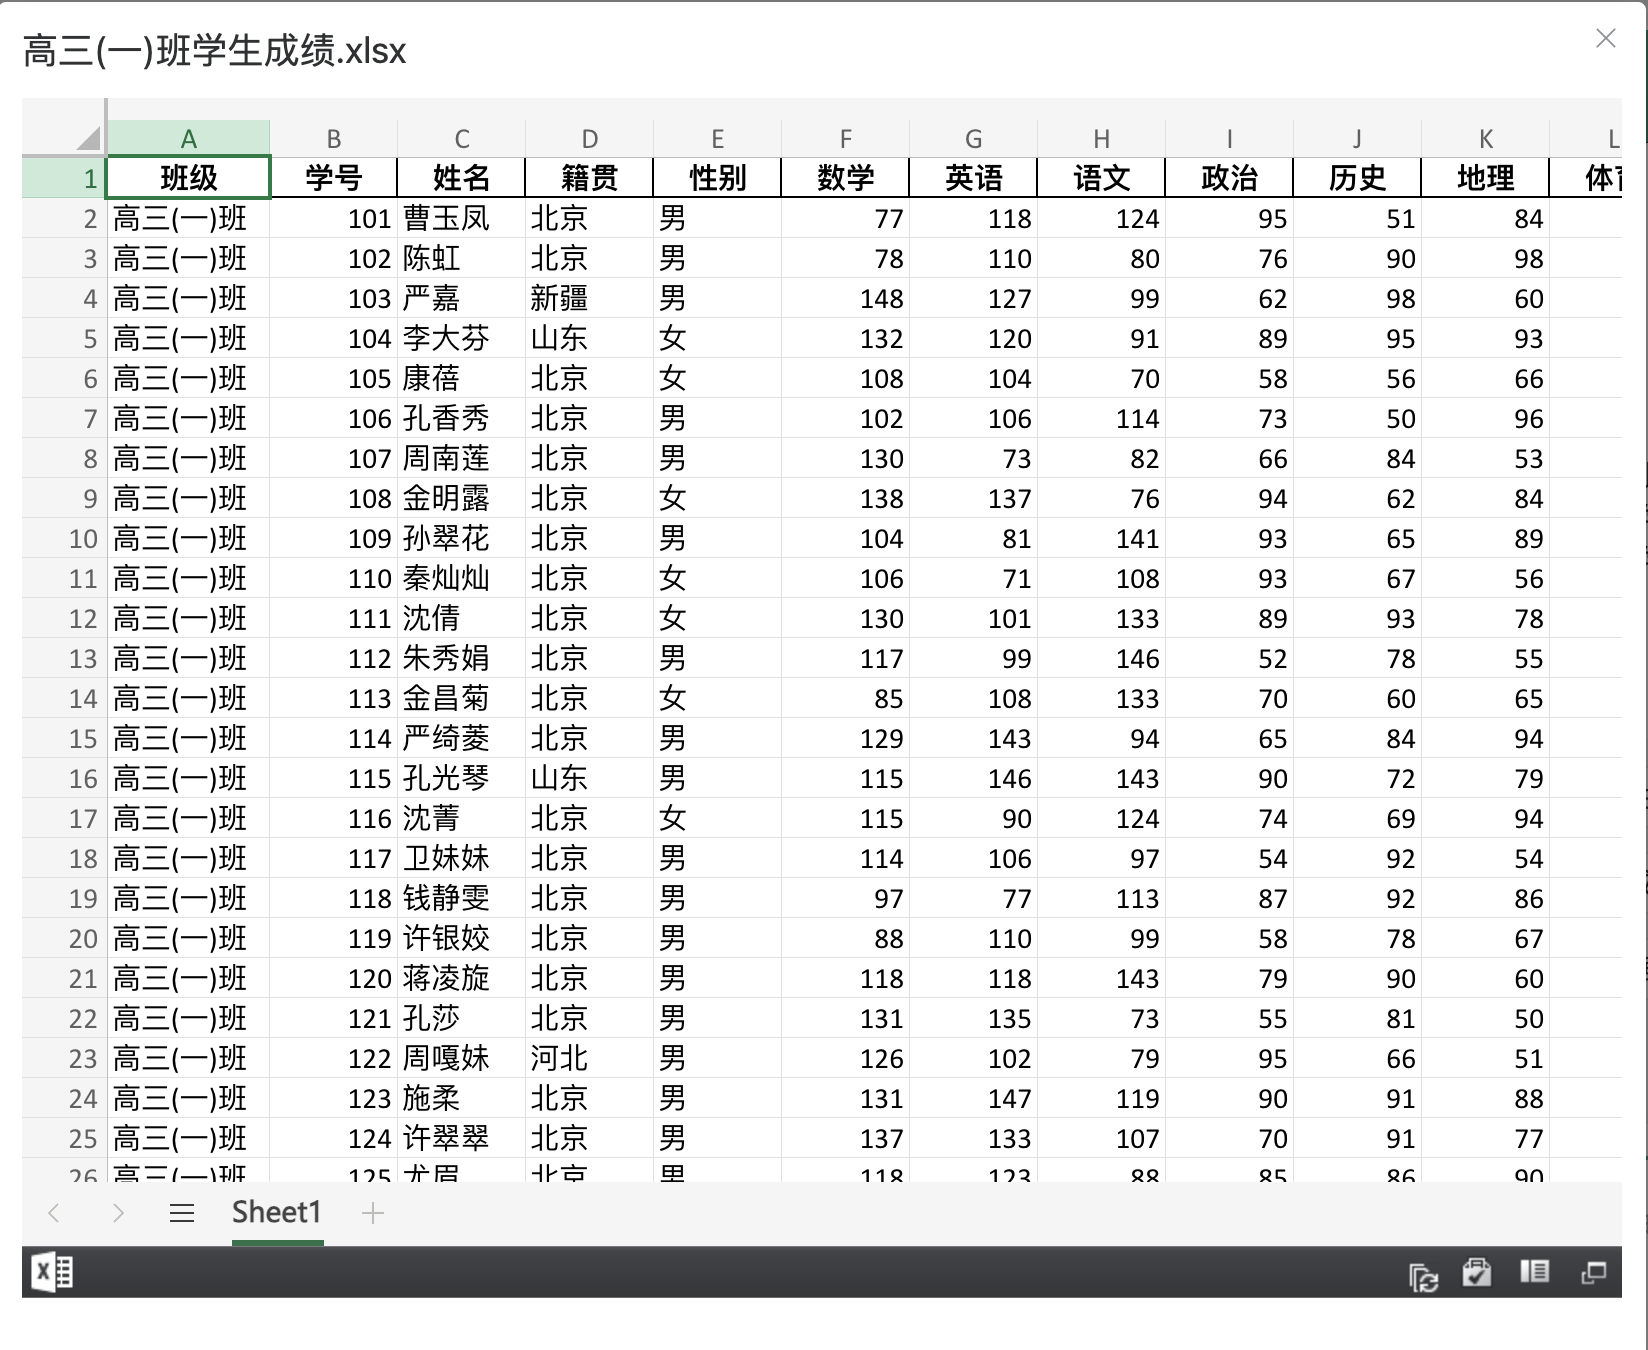 高三(一)班学生成绩.xlsx
A B C D E F G H I J K L
1 班级 学号 姓名 籍贯 性别 数学 英语 语文 政治 历史 地理
2 高三(一)班 101 曹玉凤 北京 男 77 118 124 95 51 84
3 高三(一)班 102 陈虹 北京 男 78 110 80 76 90 98
4 高三(一)班 103 严嘉 新疆 男 148 127 99 62 98 60
5 高三(一)班 104 李大芬 山东 女 132 120 91 89 95 93
6 高三(一)班 105 康蓓 北京 女 108 104 70 58 56 66
7 高三(一)班 106 孔香秀 北京 男 102 106 114 73 50 96
8 高三(一)班 107 周南莲 北京 男 130 73 82 66 84 53
9 高三(一)班 108 金明露 北京 女 138 137 76 94 62 84
10 高三(一)班 109 孙翠花 北京 男 104 81 141 93 65 89
11 高三(一)班 110 秦灿灿 北京 女 106 71 108 93 67 56
12 高三(一)班 111 沈倩 北京 女 130 101 133 89 93 78
13 高三(一)班 112 朱秀娟 北京 男 117 99 146 52 78 55
14 高三(一)班 113 金昌菊 北京 女 85 108 133 70 60 65
15 高三(一)班 114 严绮菱 北京 男 129 143 94 65 84 94
16 高三(一)班 115 孔光琴 山东 男 115 146 143 90 72 79
17 高三(一)班 116 沈菁 北京 女 115 90 124 74 69 94
18 高三(一)班 117 卫妹妹 北京 男 114 106 97 54 92 54
19 高三(一)班 118 钱静雯 北京 男 97 77 113 87 92 86
20 高三(一)班 119 许银姣 北京 男 88 110 99 58 78 67
21 高三(一)班 120 蒋凌旋 北京 男 118 118 143 79 90 60
22 高三(一)班 121 孔莎 北京 男 131 135 73 55 81 50
23 高三(一)班 122 周嘎妹 河北 男 126 102 79 95 66 51
24 高三(一)班 123 施柔 北京 男 131 147 119 90 91 88
25 高三(一)班 124 许翠翠 北京 男 137 133 107 70 91 77
26 高三(一)班 125 尤眉 北京 男 118 123 88 85 86 90
Sheet1